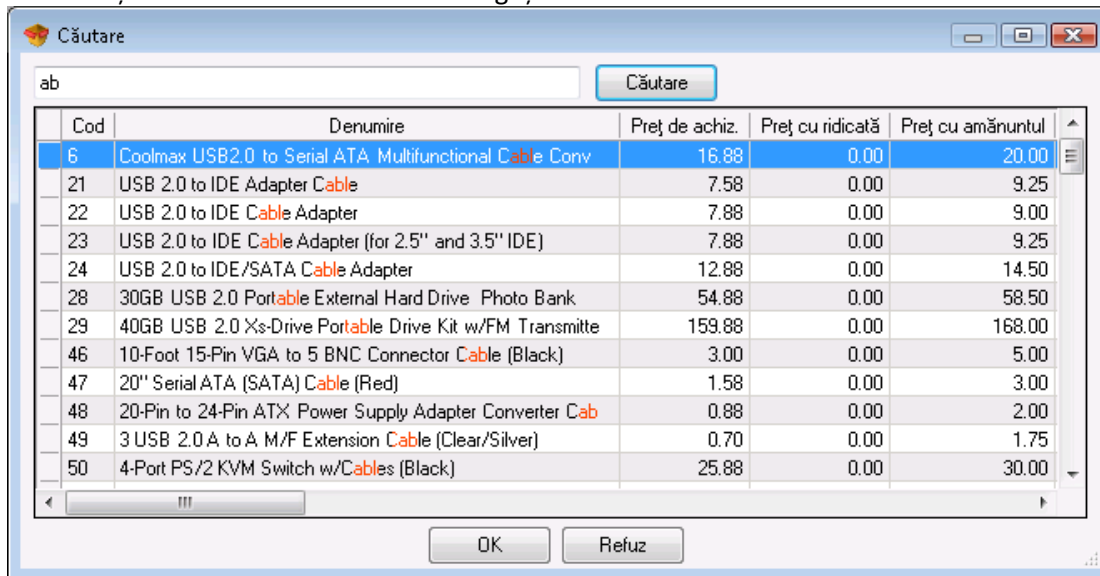 Căutare
ab Căutare
Cod Denumire Preţ de achiz. Preţ cu ridicată Preţ cu amănuntul
6 Coolmax USB2.0 to Serial ATA Multifunctional Cable Conv 16.88 0.00 20.00
21 USB 2.0 to IDE Adapter Cable 7.58 0.00 9.25
22 USB 2.0 to IDE Cable Adapter 7.88 0.00 9.00
23 USB 2.0 to IDE Cable Adapter (for 2.5'' and 3.5'' IDE) 7.88 0.00 9.25
24 USB 2.0 to IDE/SATA Cable Adapter 12.88 0.00 14.50
28 30GB USB 2.0 Portable External Hard Drive Photo Bank 54.88 0.00 58.50
29 40GB USB 2.0 Xs-Drive Portable Drive Kit w/FM Transmitte 159.88 0.00 168.00
46 10-Foot 15-Pin VGA to 5 BNC Connector Cable (Black) 3.00 0.00 5.00
47 20'' Serial ATA (SATA) Cable (Red) 1.58 0.00 3.00
48 20-Pin to 24-Pin ATX Power Supply Adapter Converter Cab 0.88 0.00 2.00
49 3 USB 2.0 A to A M/F Extension Cable (Clear/Silver) 0.70 0.00 1.75
50 4-Port PS/2 KVM Switch w/Cables (Black) 25.88 0.00 30.00
OK Refuz